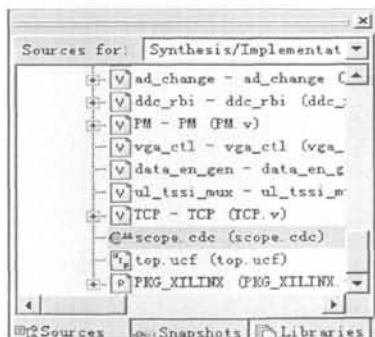 Sources for: Synthesis/Implementat
ad_change - ad_change (
ddc_rbi - ddc_rbi (ddc_
PM - PM (PM.v)
vga_ctl - vga_ctl (vga_
data_en_gen - data_en_g
ul_tssi_mux - ul_tssi_m
TCP - TCP (TCP.v)
scope.cdc (scope.cdc)
top.ucf (top.ucf)
PKG_XILINX (PKG_XILINX.
Sources Snapshots Libraries